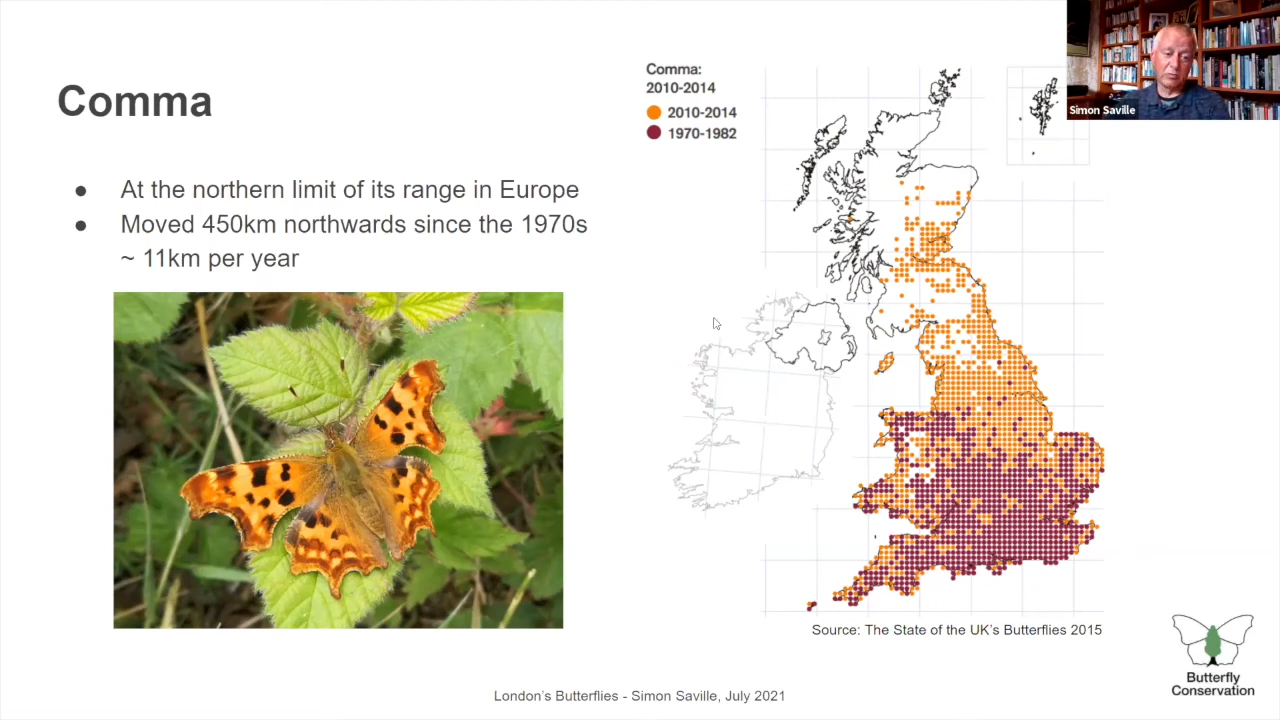 Comma
● At the northern limit of its range in Europe
● Moved 450km northwards since the 1970s
~ 11km per year
Comma:
2010-2014
2010-2014
1970-1982
Simon Saville
Source: The State of the UK's Butterflies 2015
Butterfly
Conservation
London's Butterflies - Simon Saville, July 2021